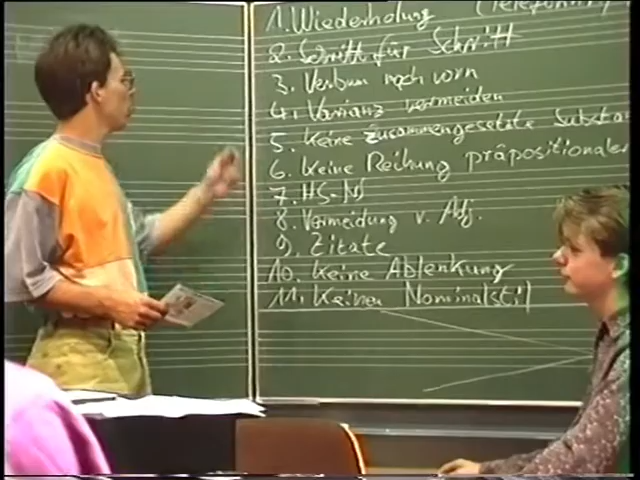 1. Wiederholung
2. Schritt für Schritt
3. Verbum nach vorn
4. Varianz vermeiden
5. Keine zusammengesetzte Substan
6. Keine Reihung präpositionaler
7. HS-NS
8. Vermeidung v. Adj.
9. Zitate
10. Keine Ablenkung
11. Keinen Nominalstil